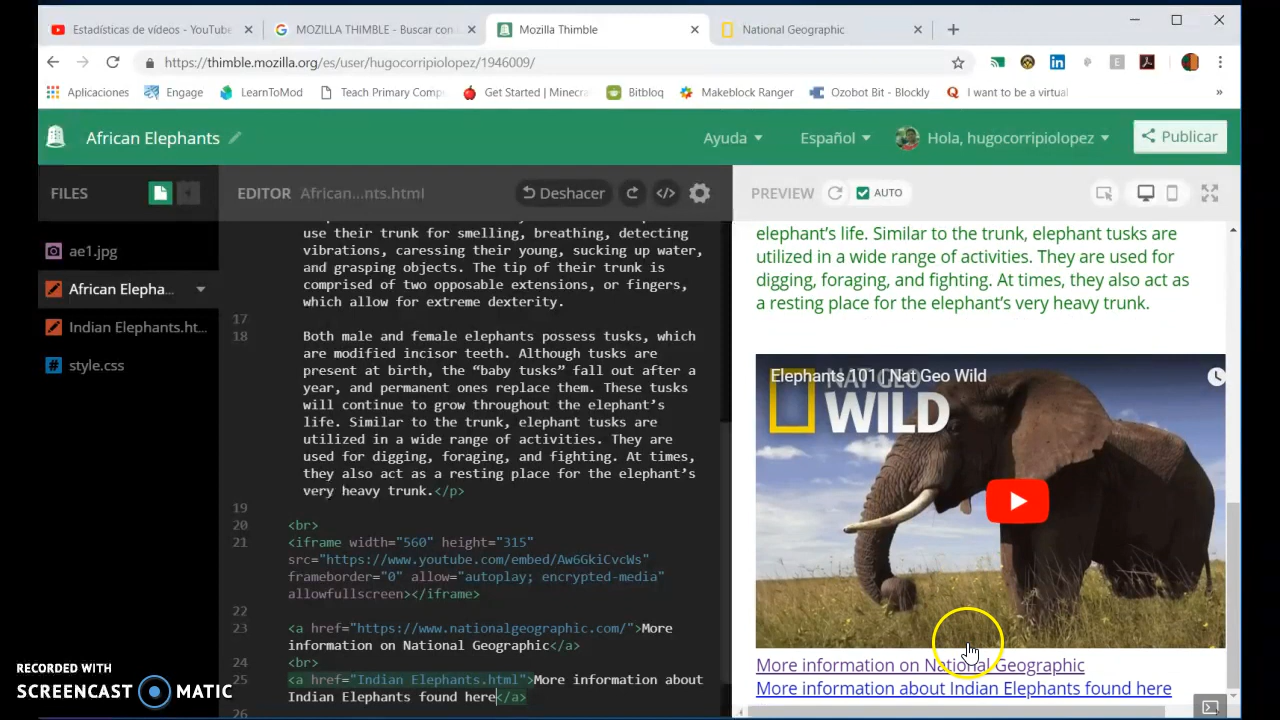 Estadísticas de vídeos - YouTube
MOZILLA THIMBLE - Buscar con
Mozilla Thimble
National Geographic
https://thimble.mozilla.org/es/user/hugocorripiolopez/1946009/
Aplicaciones
Engage
LearnToMod
Teach Primary Comp
Get Started | Minecra
Bitbloq
Makeblock Ranger
Ozobot Bit - Blockly
I want to be a virtual
»
African Elephants
Ayuda
Español
Hola, hugocorripiolopez
Publicar
FILES
EDITOR African...nts.html
Deshacer
</>
PREVIEW
AUTO
ae1.jpg
African Elepha...
Indian Elephants.ht...
style.css
use their trunk for smelling, breathing, detecting
vibrations, caressing their young, sucking up water,
and grasping objects. The tip of their trunk is
comprised of two opposable extensions, or fingers,
which allow for extreme dexterity.
17
18 Both male and female elephants possess tusks, which
are modified incisor teeth. Although tusks are
present at birth, the “baby tusks” fall out after a
year, and permanent ones replace them. These tusks
will continue to grow throughout the elephant’s
life. Similar to the trunk, elephant tusks are
utilized in a wide range of activities. They are
used for digging, foraging, and fighting. At times,
they also act as a resting place for the elephant’s
very heavy trunk.</p>
19
20 <br>
21 <iframe width="560" height="315"
src="https://www.youtube.com/embed/Aw6GkiCvcWs"
frameborder="0" allow="autoplay; encrypted-media"
allowfullscreen></iframe>
22
23 <a href="https://www.nationalgeographic.com/">More
information on National Geographic</a>
24 <br>
25 <a href="Indian Elephants.html">More information about
Indian Elephants found here</a>
26
elephant’s life. Similar to the trunk, elephant tusks are
utilized in a wide range of activities. They are used for
digging, foraging, and fighting. At times, they also act as
a resting place for the elephant’s very heavy trunk.
Elephants 101 | Nat Geo Wild
NAT GEO
WILD
More information on National Geographic
More information about Indian Elephants found here
RECORDED WITH
SCREENCAST MATIC